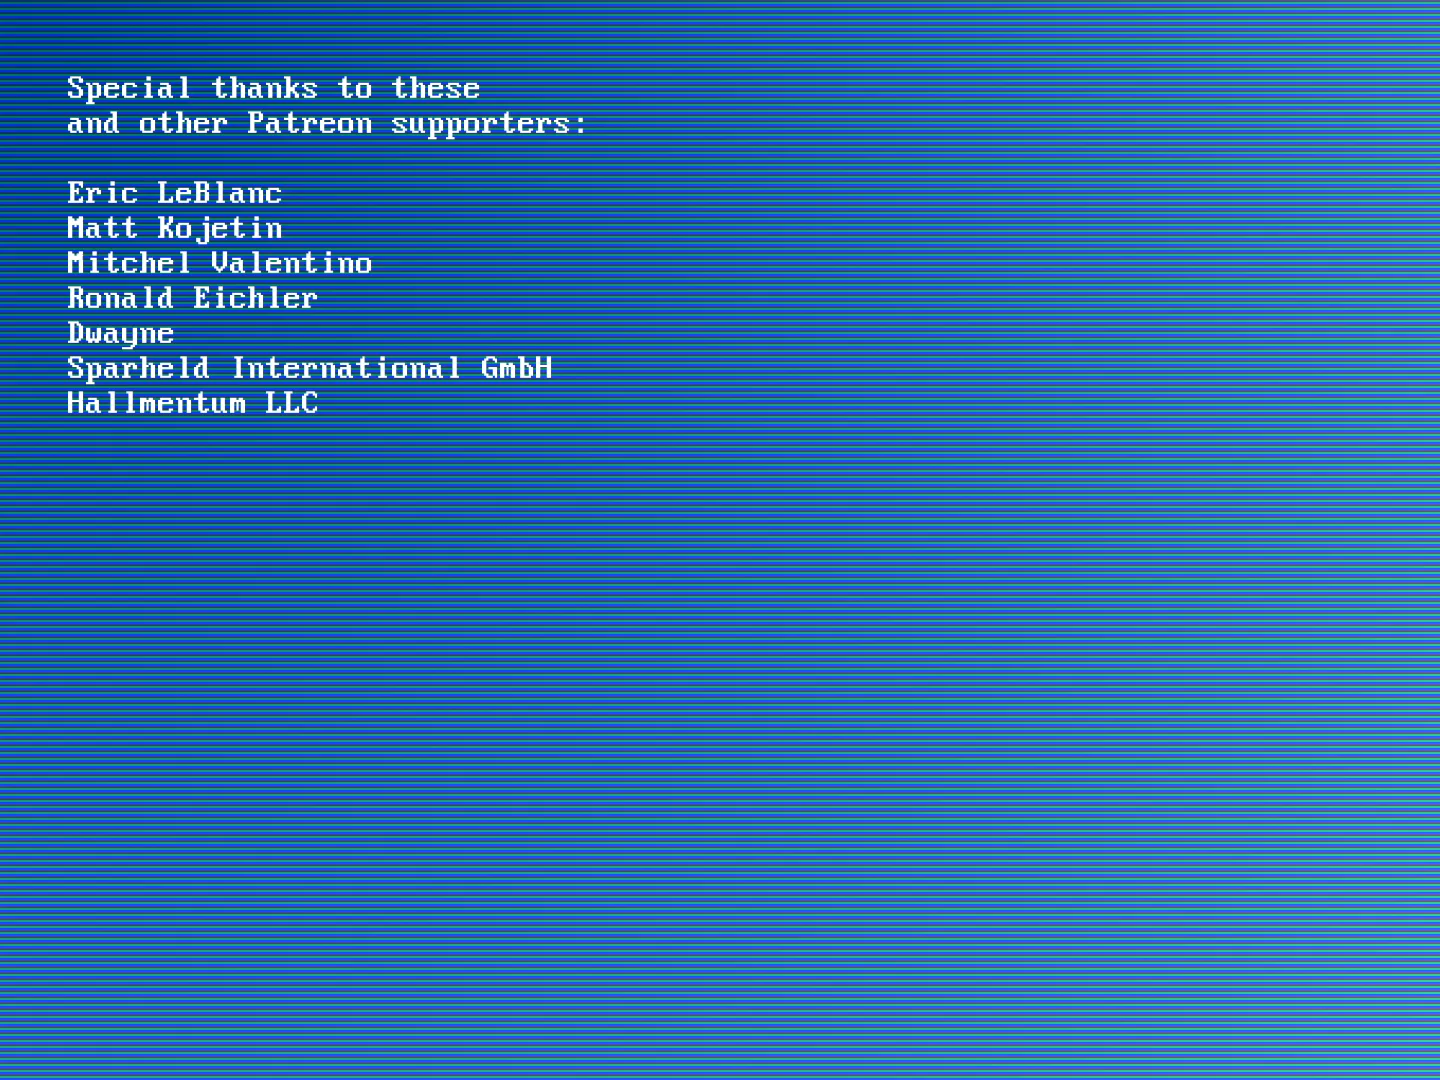 Special thanks to these
and other Patreon supporters:
Eric LeBlanc
Matt Kojetin
Mitchel Valentino
Ronald Eichler
Dwayne
Sparheld International GmbH
Hallmentum LLC